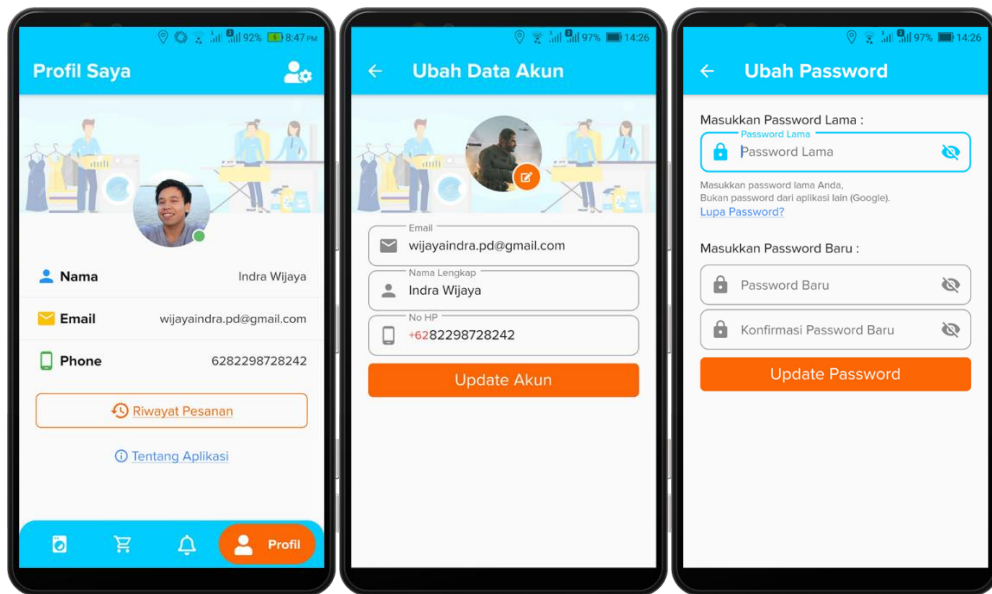 92% 8:47 PM
Profil Saya
Nama
Indra Wijaya
Email
wijayaindra.pd@gmail.com
Phone
6282298728242
Riwayat Pesanan
Tentang Aplikasi
Profil
97% 14:26
Ubah Data Akun
Email
wijayaindra.pd@gmail.com
Nama Lengkap
Indra Wijaya
No HP
+6282298728242
Update Akun
97% 14:26
Ubah Password
Masukkan Password Lama :
Password Lama
Password Lama
Masukkan password lama Anda,
Bukan password dari aplikasi lain (Google).
Lupa Password?
Masukkan Password Baru :
Password Baru
Konfirmasi Password Baru
Update Password